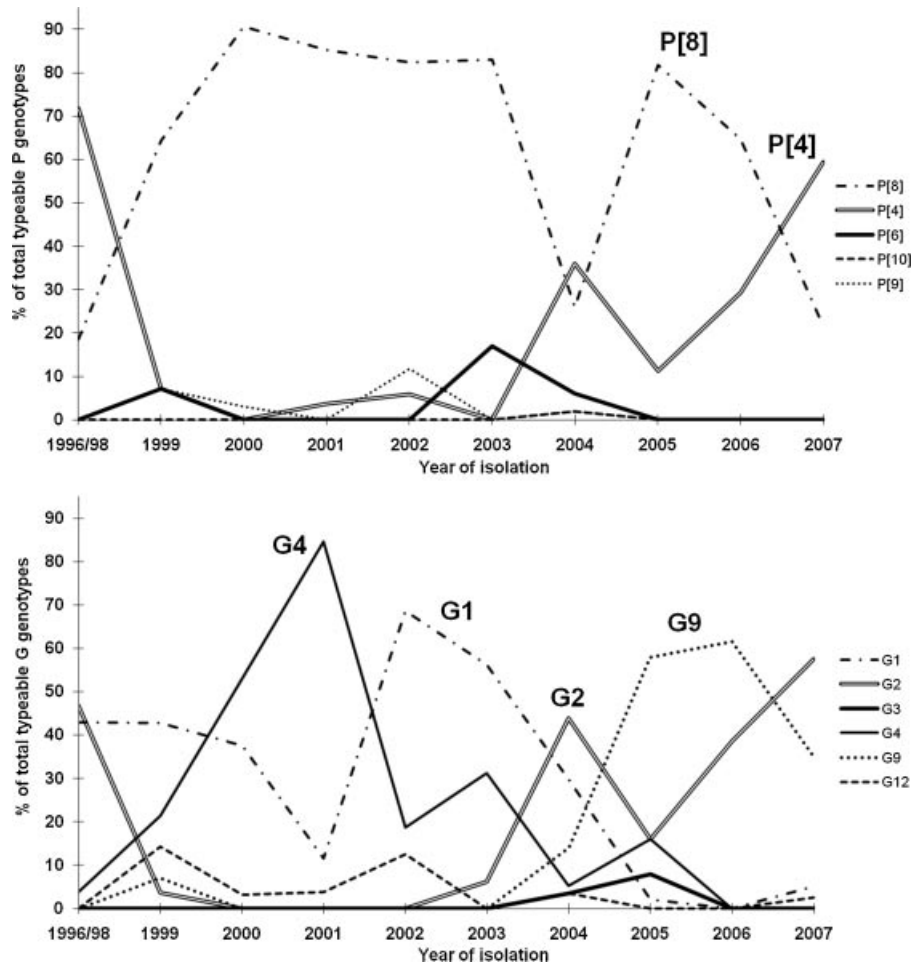 % of total typeable P genotypes
90
80
70
60
50
40
30
20
10
0
P[8]
P[4]
P[8]
P[4]
P[6]
P[10]
P[9]
1996/98 1999 2000 2001 2002 2003 2004 2005 2006 2007
Year of isolation
% of total typeable G genotypes
90
80
70
60
50
40
30
20
10
0
G4
G1
G2
G9
G1
G2
G3
G4
G9
G12
1996/98 1999 2000 2001 2002 2003 2004 2005 2006 2007
Year of isolation